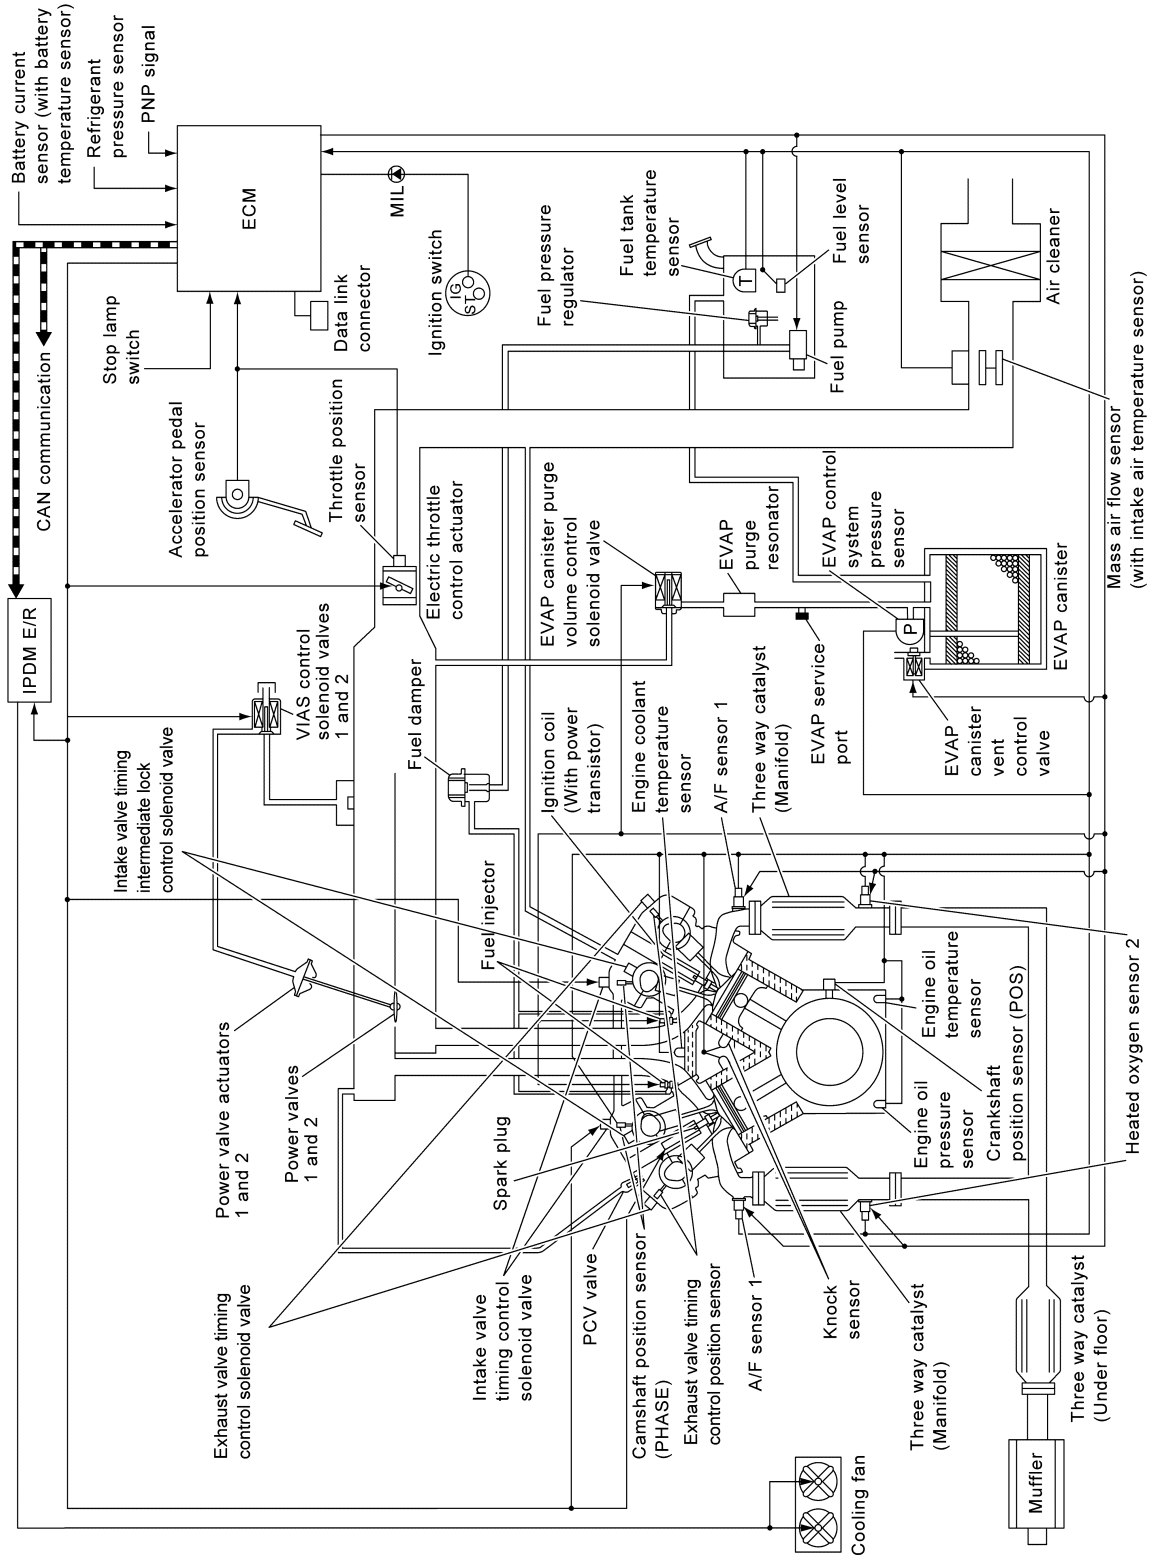 Battery current
sensor (with battery
temperature sensor)
Refrigerant
pressure sensor
PNP signal
ECM
MIL
Ignition switch
IG
ST
Data link
connector
Stop lamp
switch
CAN communication
Accelerator pedal
position sensor
Throttle position
sensor
Electric throttle
control actuator
IPDM E/R
VIAS control
solenoid valves
1 and 2
Fuel damper
Intake valve timing
intermediate lock
control solenoid valve
Fuel injector
Power valve actuators
1 and 2
Power valves
1 and 2
Spark plug
Exhaust valve timing
control solenoid valve
Intake valve
timing control
solenoid valve
PCV valve
Camshaft position sensor
(PHASE)
Exhaust valve timing
control position sensor
A/F sensor 1
Knock
sensor
Three way catalyst
(Manifold)
Three way catalyst
(Under floor)
Muffler
Cooling fan
Fuel pressure
regulator
Fuel tank
temperature
sensor
T
Fuel level
sensor
Fuel pump
Air cleaner
Mass air flow sensor
(with intake air temperature sensor)
EVAP canister purge
volume control
solenoid valve
EVAP
purge
resonator
EVAP control
system
pressure
sensor
P
EVAP canister
EVAP service
port
EVAP
canister
vent
control
valve
Ignition coil
(With power
transistor)
Engine coolant
temperature
sensor
A/F sensor 1
Three way catalyst
(Manifold)
Engine oil
temperature
sensor
Engine oil
pressure
sensor
Crankshaft
position sensor (POS)
Heated oxygen sensor 2